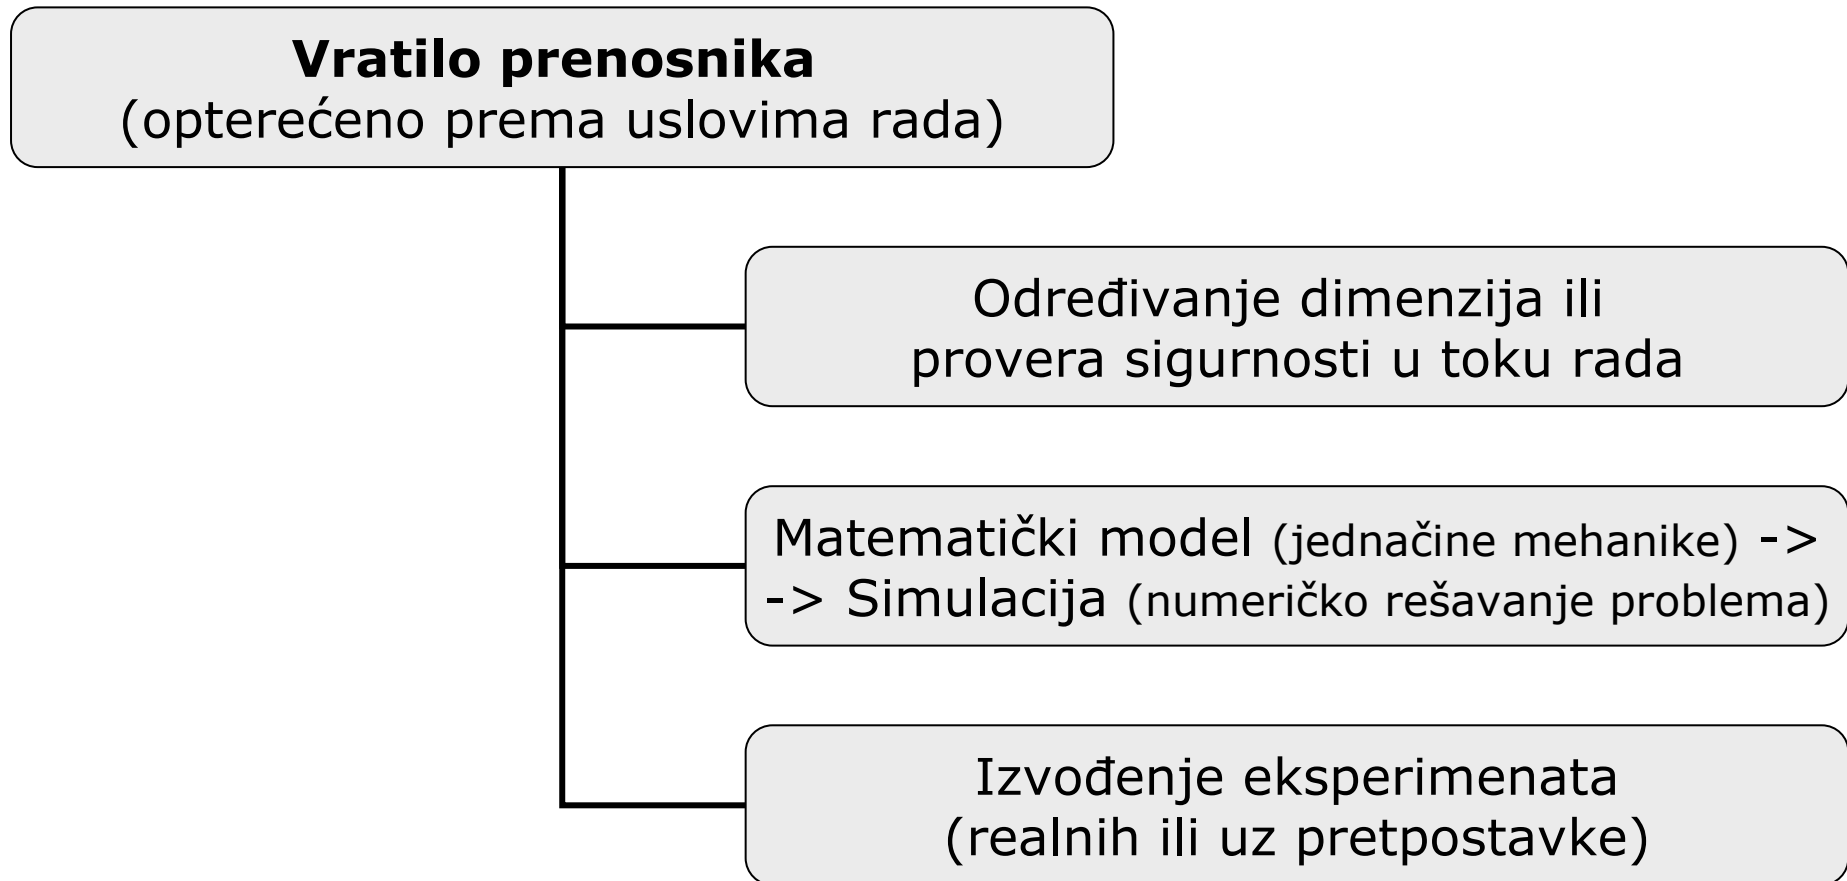 Vratilo prenosnika
(opterećeno prema uslovima rada)
Određivanje dimenzija ili
provera sigurnosti u toku rada
Matematički model (jednačine mehanike) ->
-> Simulacija (numeričko rešavanje problema)
Izvođenje eksperimenata
(realnih ili uz pretpostavke)